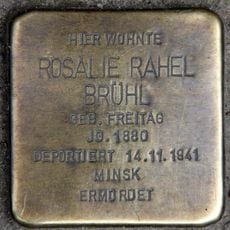 HIER WOHNTE
ROSALIE RAHEL
BRÜHL
GEB. FREITAG
JG. 1880
DEPORTIERT 14.11.1941
MINSK
ERMORDET